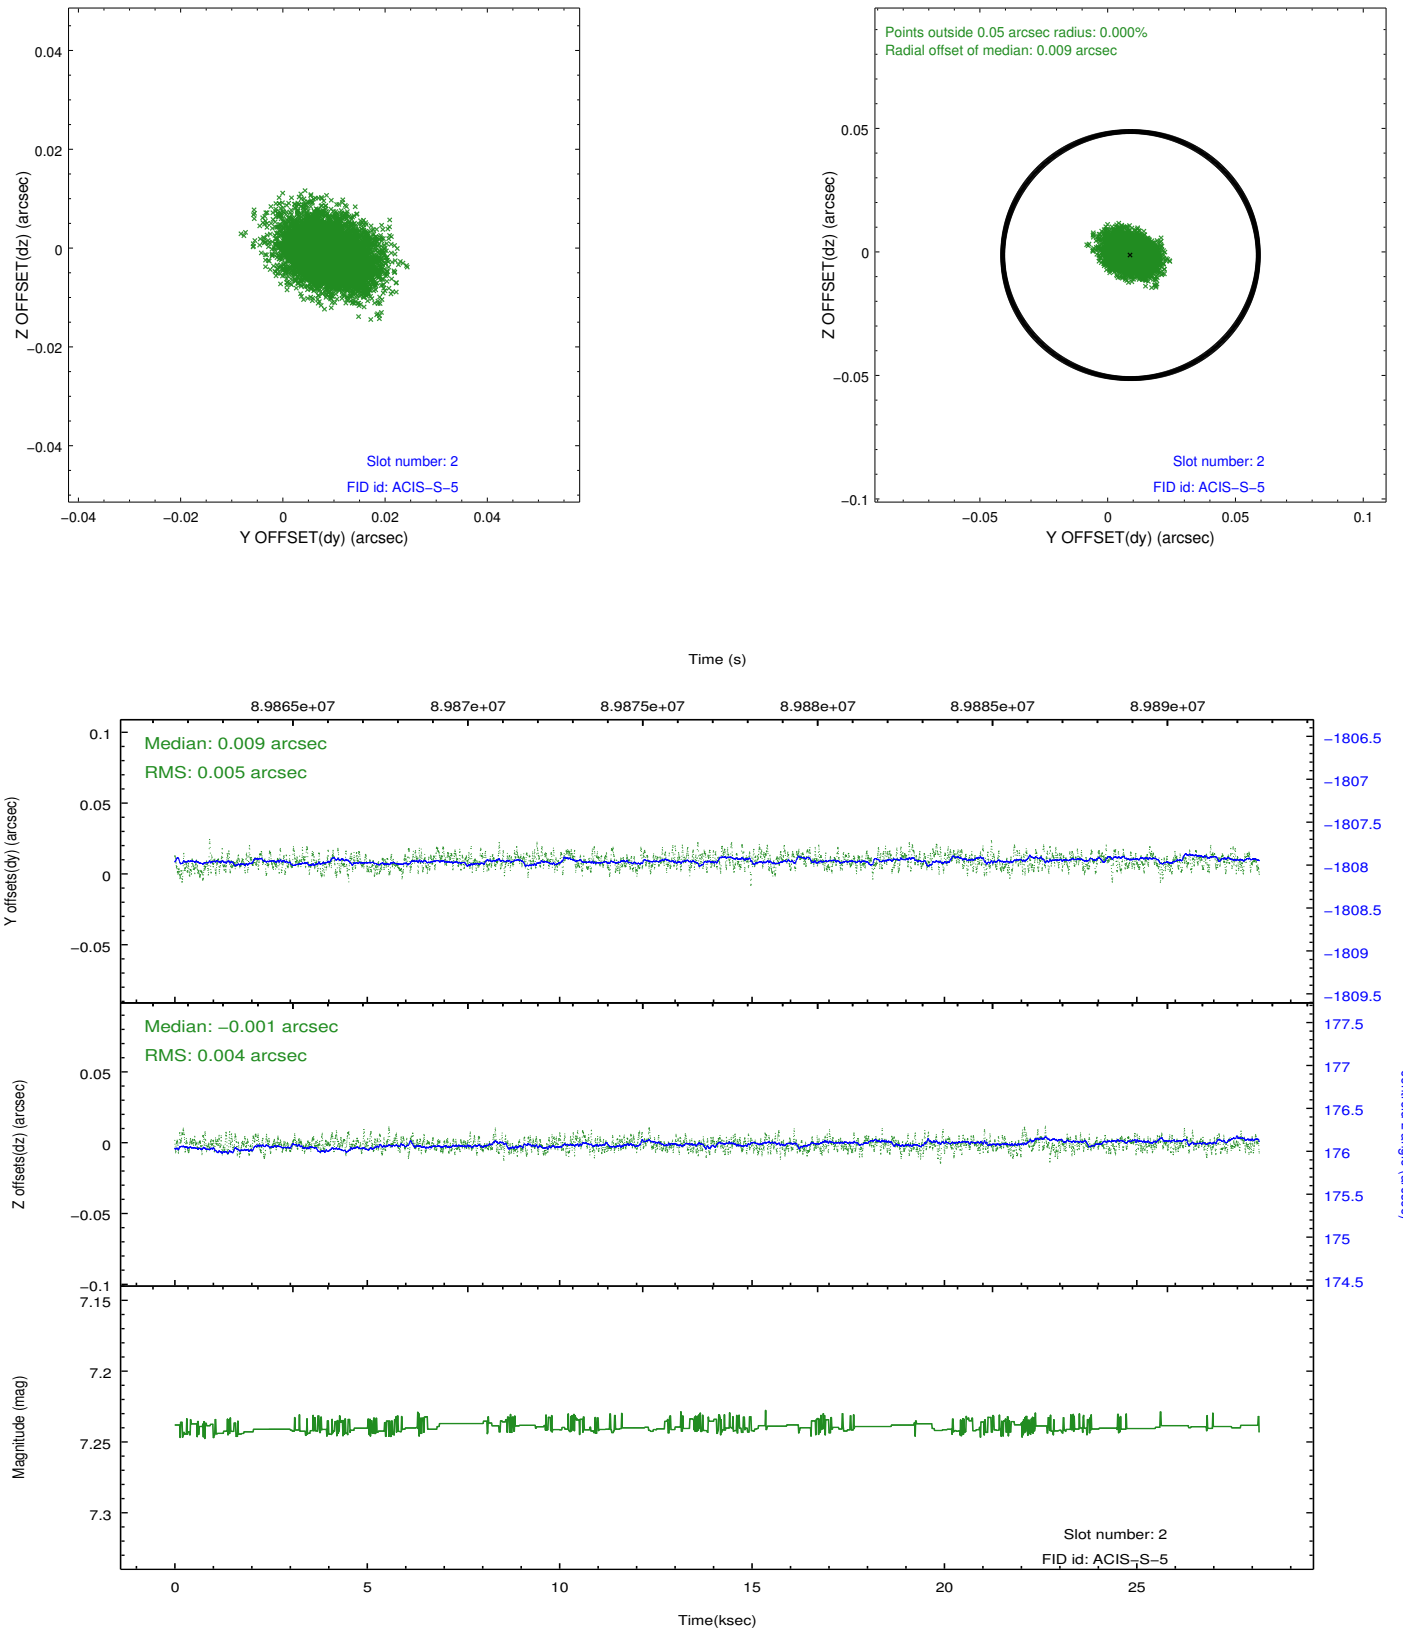 0.04
0.02
0
−0.02
−0.04
Z OFFSET(dz) (arcsec)
Slot number: 2
FID id: ACIS−S−5
−0.04
−0.02
0
0.02
0.04
Y OFFSET(dy) (arcsec)
Points outside 0.05 arcsec radius: 0.000%
Radial offset of median: 0.009 arcsec
0.05
0
−0.05
−0.1
Z OFFSET(dz) (arcsec)
Slot number: 2
FID id: ACIS−S−5
−0.05
0
0.05
0.1
Y OFFSET(dy) (arcsec)
Time (s)
8.9865e+07
8.987e+07
8.9875e+07
8.988e+07
8.9885e+07
8.989e+07
Median: 0.009 arcsec
RMS: 0.005 arcsec
0.1
0.05
0
−0.05
Y offsets(dy) (arcsec)
−1806.5
−1807
−1807.5
−1808
−1808.5
−1809
−1809.5
Median: −0.001 arcsec
RMS: 0.004 arcsec
0.05
0
−0.05
−0.1
Z offsets(dz) (arcsec)
177.5
177
176.5
176
175.5
175
174.5
7.15
7.2
7.25
7.3
Magnitude (mag)
Slot number: 2
FID id: ACIS−S−5
0
5
10
15
20
25
Time(ksec)